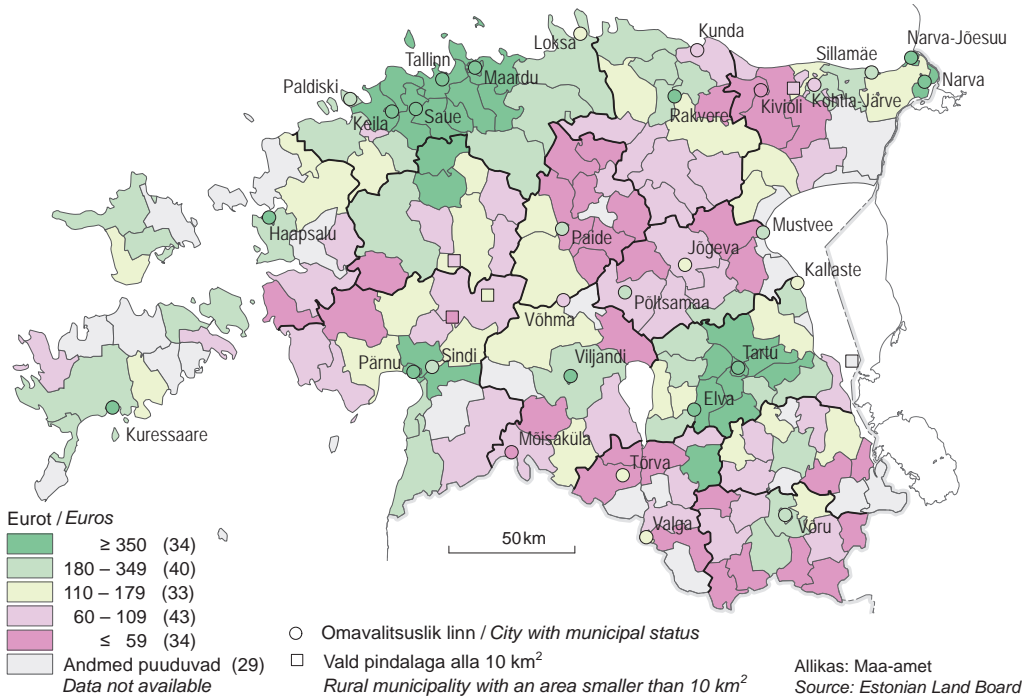 Loksa
Kunda
Narva-Jõesuu
Tallinn
Sillamäe
Maardu
Narva
Paldiski
Kiviõli
Kohtla-Järve
Rakvere
Keila
Saue
Mustvee
Haapsalu
Paide
Jõgeva
Kallaste
Põltsamaa
Võhma
Tartu
Pärnu
Sindi
Viljandi
Elva
Kuressaare
Mõisaküla
Tõrva
Valga
Võru
Eurot / Euros
≥ 350 (34)
180 – 349 (40)
110 – 179 (33)
60 – 109 (43)
≤ 59 (34)
Andmed puuduvad (29)
Data not available
50 km
Omavalitsuslik linn / City with municipal status
Vald pindalaga alla 10 km²
Rural municipality with an area smaller than 10 km²
Allikas: Maa-amet
Source: Estonian Land Board